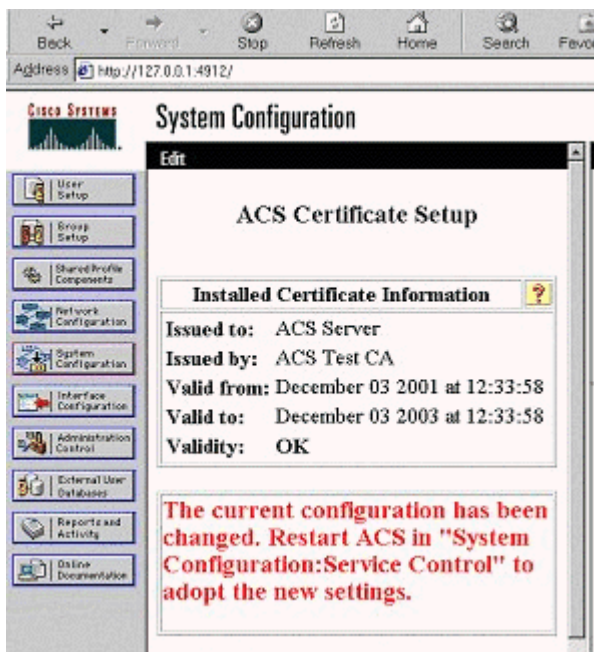 Back
Forward
Stop
Refresh
Home
Search
Favo
Address http://127.0.0.1:4912/
CISCO SYSTEMS
System Configuration
Edit
User Setup
Group Setup
Shared Profile Components
Network Configuration
System Configuration
Interface Configuration
Administration Control
External User Databases
Reports and Activity
Online Documentation
ACS Certificate Setup
Installed Certificate Information ?
Issued to: ACS Server
Issued by: ACS Test CA
Valid from: December 03 2001 at 12:33:58
Valid to: December 03 2003 at 12:33:58
Validity: OK
The current configuration has been
changed. Restart ACS in "System
Configuration:Service Control" to
adopt the new settings.